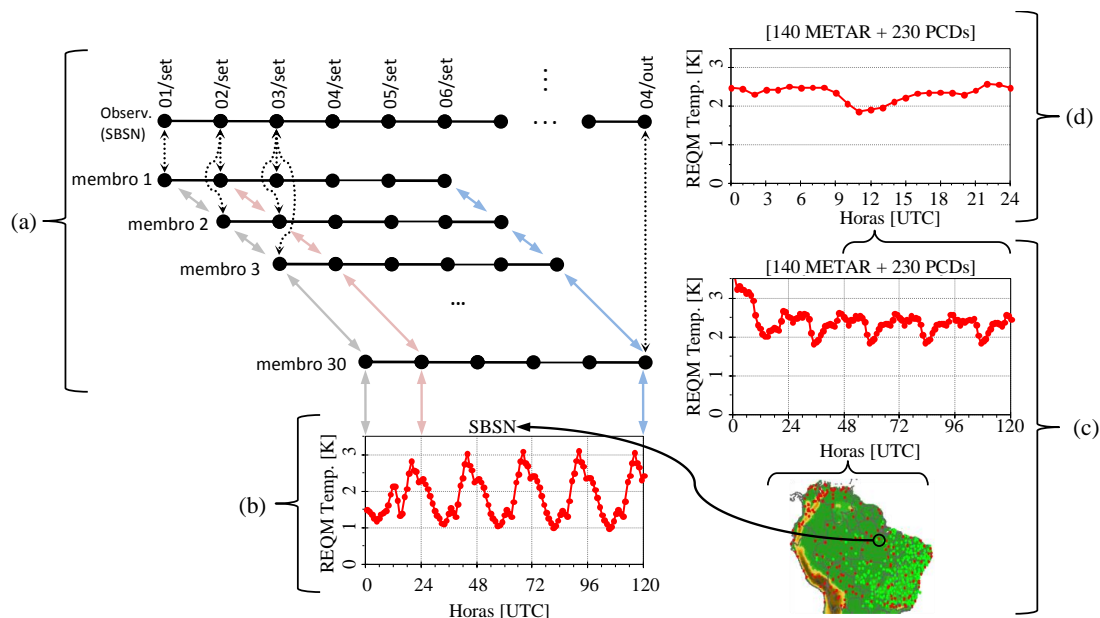 (a)
01/set
02/set
03/set
04/set
05/set
06/set
...
04/out
Observ.
(SBSN)
...
membro 1
membro 2
membro 3
...
membro 30
(b)
SBSN
REQM Temp. [K]
0 1 2 3
0 24 48 72 96 120
Horas [UTC]
[140 METAR + 230 PCDs]
REQM Temp. [K]
0 1 2 3
0 3 6 9 12 15 18 21 24
Horas [UTC]
(d)
[140 METAR + 230 PCDs]
REQM Temp. [K]
0 1 2 3
0 24 48 72 96 120
Horas [UTC]
(c)